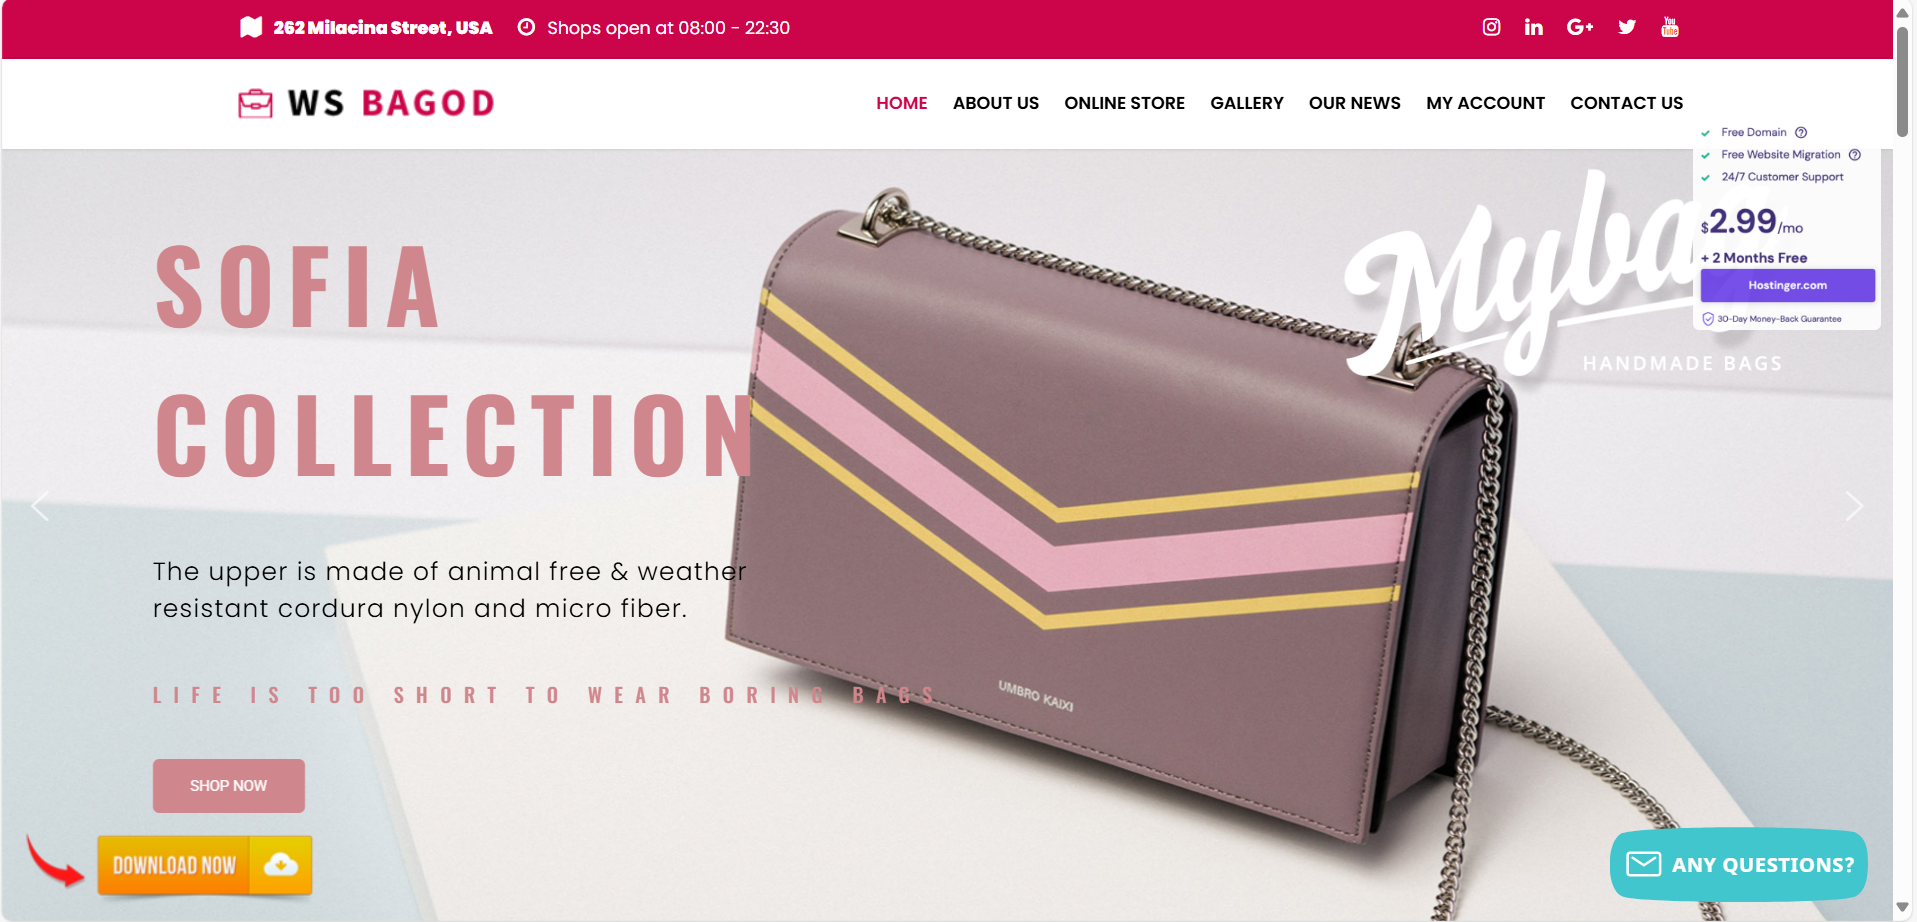 262 Milacina Street, USA
Shops open at 08:00 - 22:30
You
Tube
WS BAGOD
HOME
ABOUT US
ONLINE STORE
GALLERY
OUR NEWS
MY ACCOUNT
CONTACT US
Free Domain
Free Website Migration
24/7 Customer Support
$2.99/mo
+ 2 Months Free
Hostinger.com
30-Day Money-Back Guarantee
Mybag
HANDMADE BAGS
SOFIA
COLLECTION
The upper is made of animal free & weather
resistant cordura nylon and micro fiber.
LIFE IS TOO SHORT TO WEAR BORING BAGS
UMBRO KAIXI
SHOP NOW
DOWNLOAD NOW
ANY QUESTIONS?